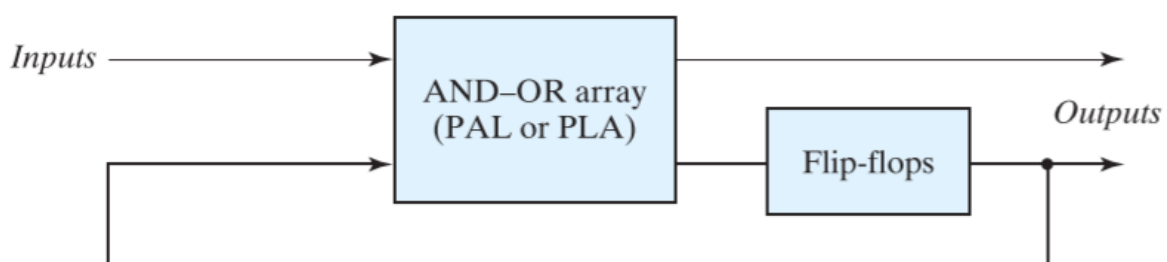 Inputs
AND–OR array
(PAL or PLA)
Outputs
Flip-flops